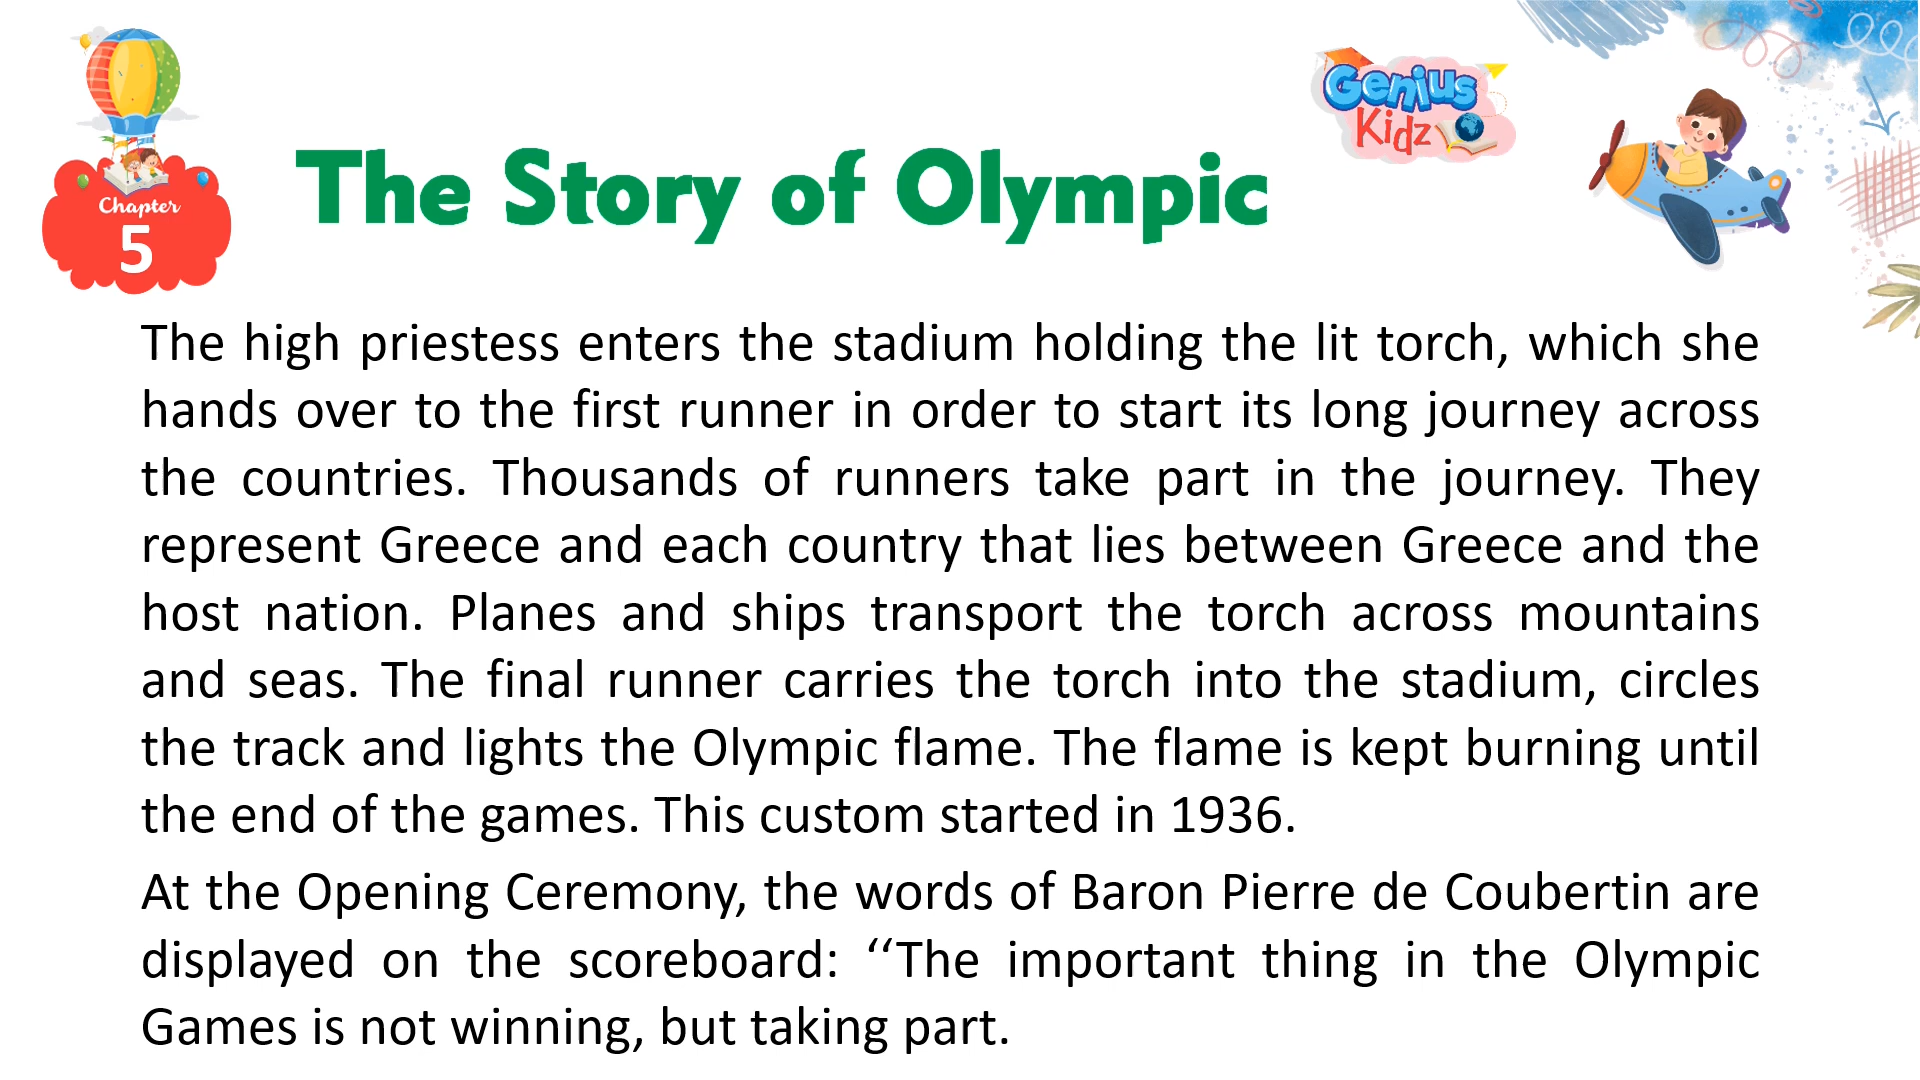 Chapter
5
The Story of Olympic
Genius
Kidz
The high priestess enters the stadium holding the lit torch, which she
hands over to the first runner in order to start its long journey across
the countries. Thousands of runners take part in the journey. They
represent Greece and each country that lies between Greece and the
host nation. Planes and ships transport the torch across mountains
and seas. The final runner carries the torch into the stadium, circles
the track and lights the Olympic flame. The flame is kept burning until
the end of the games. This custom started in 1936.
At the Opening Ceremony, the words of Baron Pierre de Coubertin are
displayed on the scoreboard: ‘‘The important thing in the Olympic
Games is not winning, but taking part.